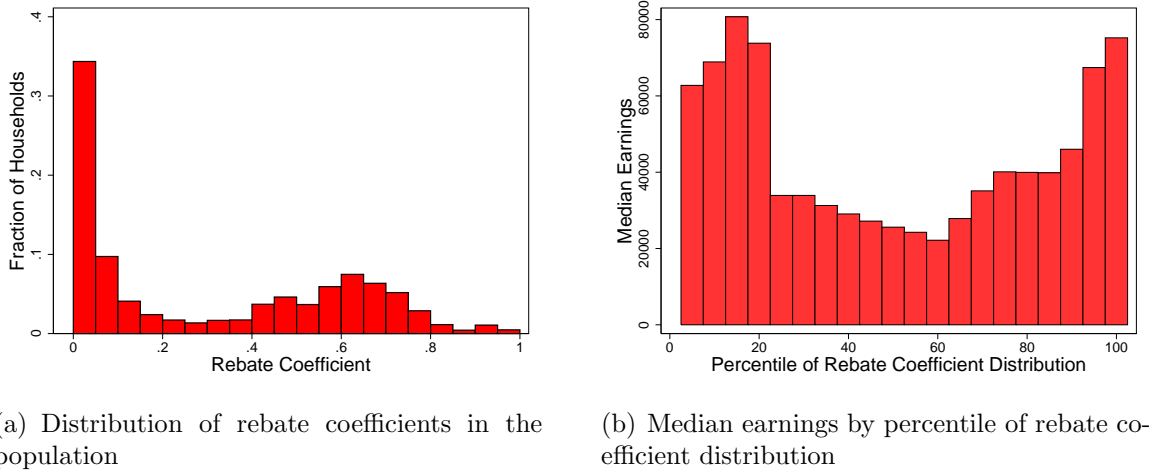 .4
.3
.2
.1
0
Fraction of Households
0 .2 .4 .6 .8 1
Rebate Coefficient
80000
60000
40000
20000
0
Median Earnings
0 20 40 60 80 100
Percentile of Rebate Coefficient Distribution
a) Distribution of rebate coefficients in the
population
(b) Median earnings by percentile of rebate co-
efficient distribution